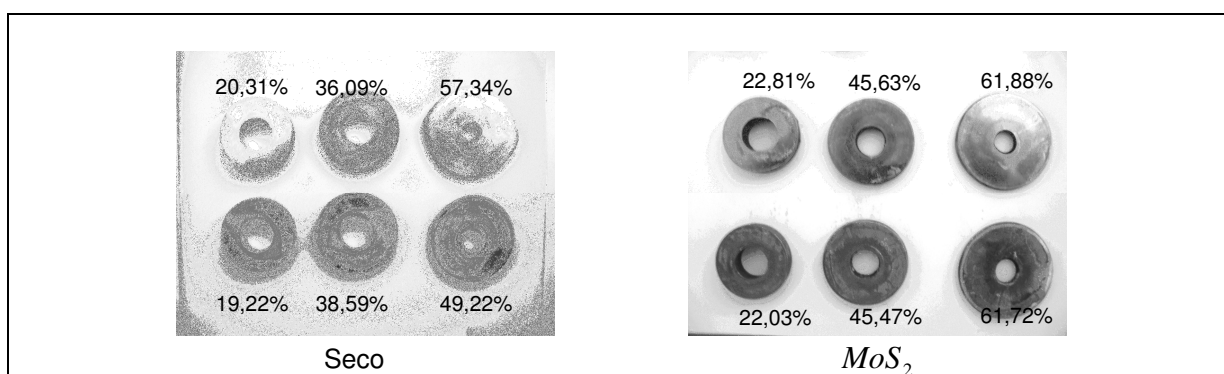 20,31% 36,09% 57,34%
19,22% 38,59% 49,22%
Seco
22,81% 45,63% 61,88%
22,03% 45,47% 61,72%
MoS₂